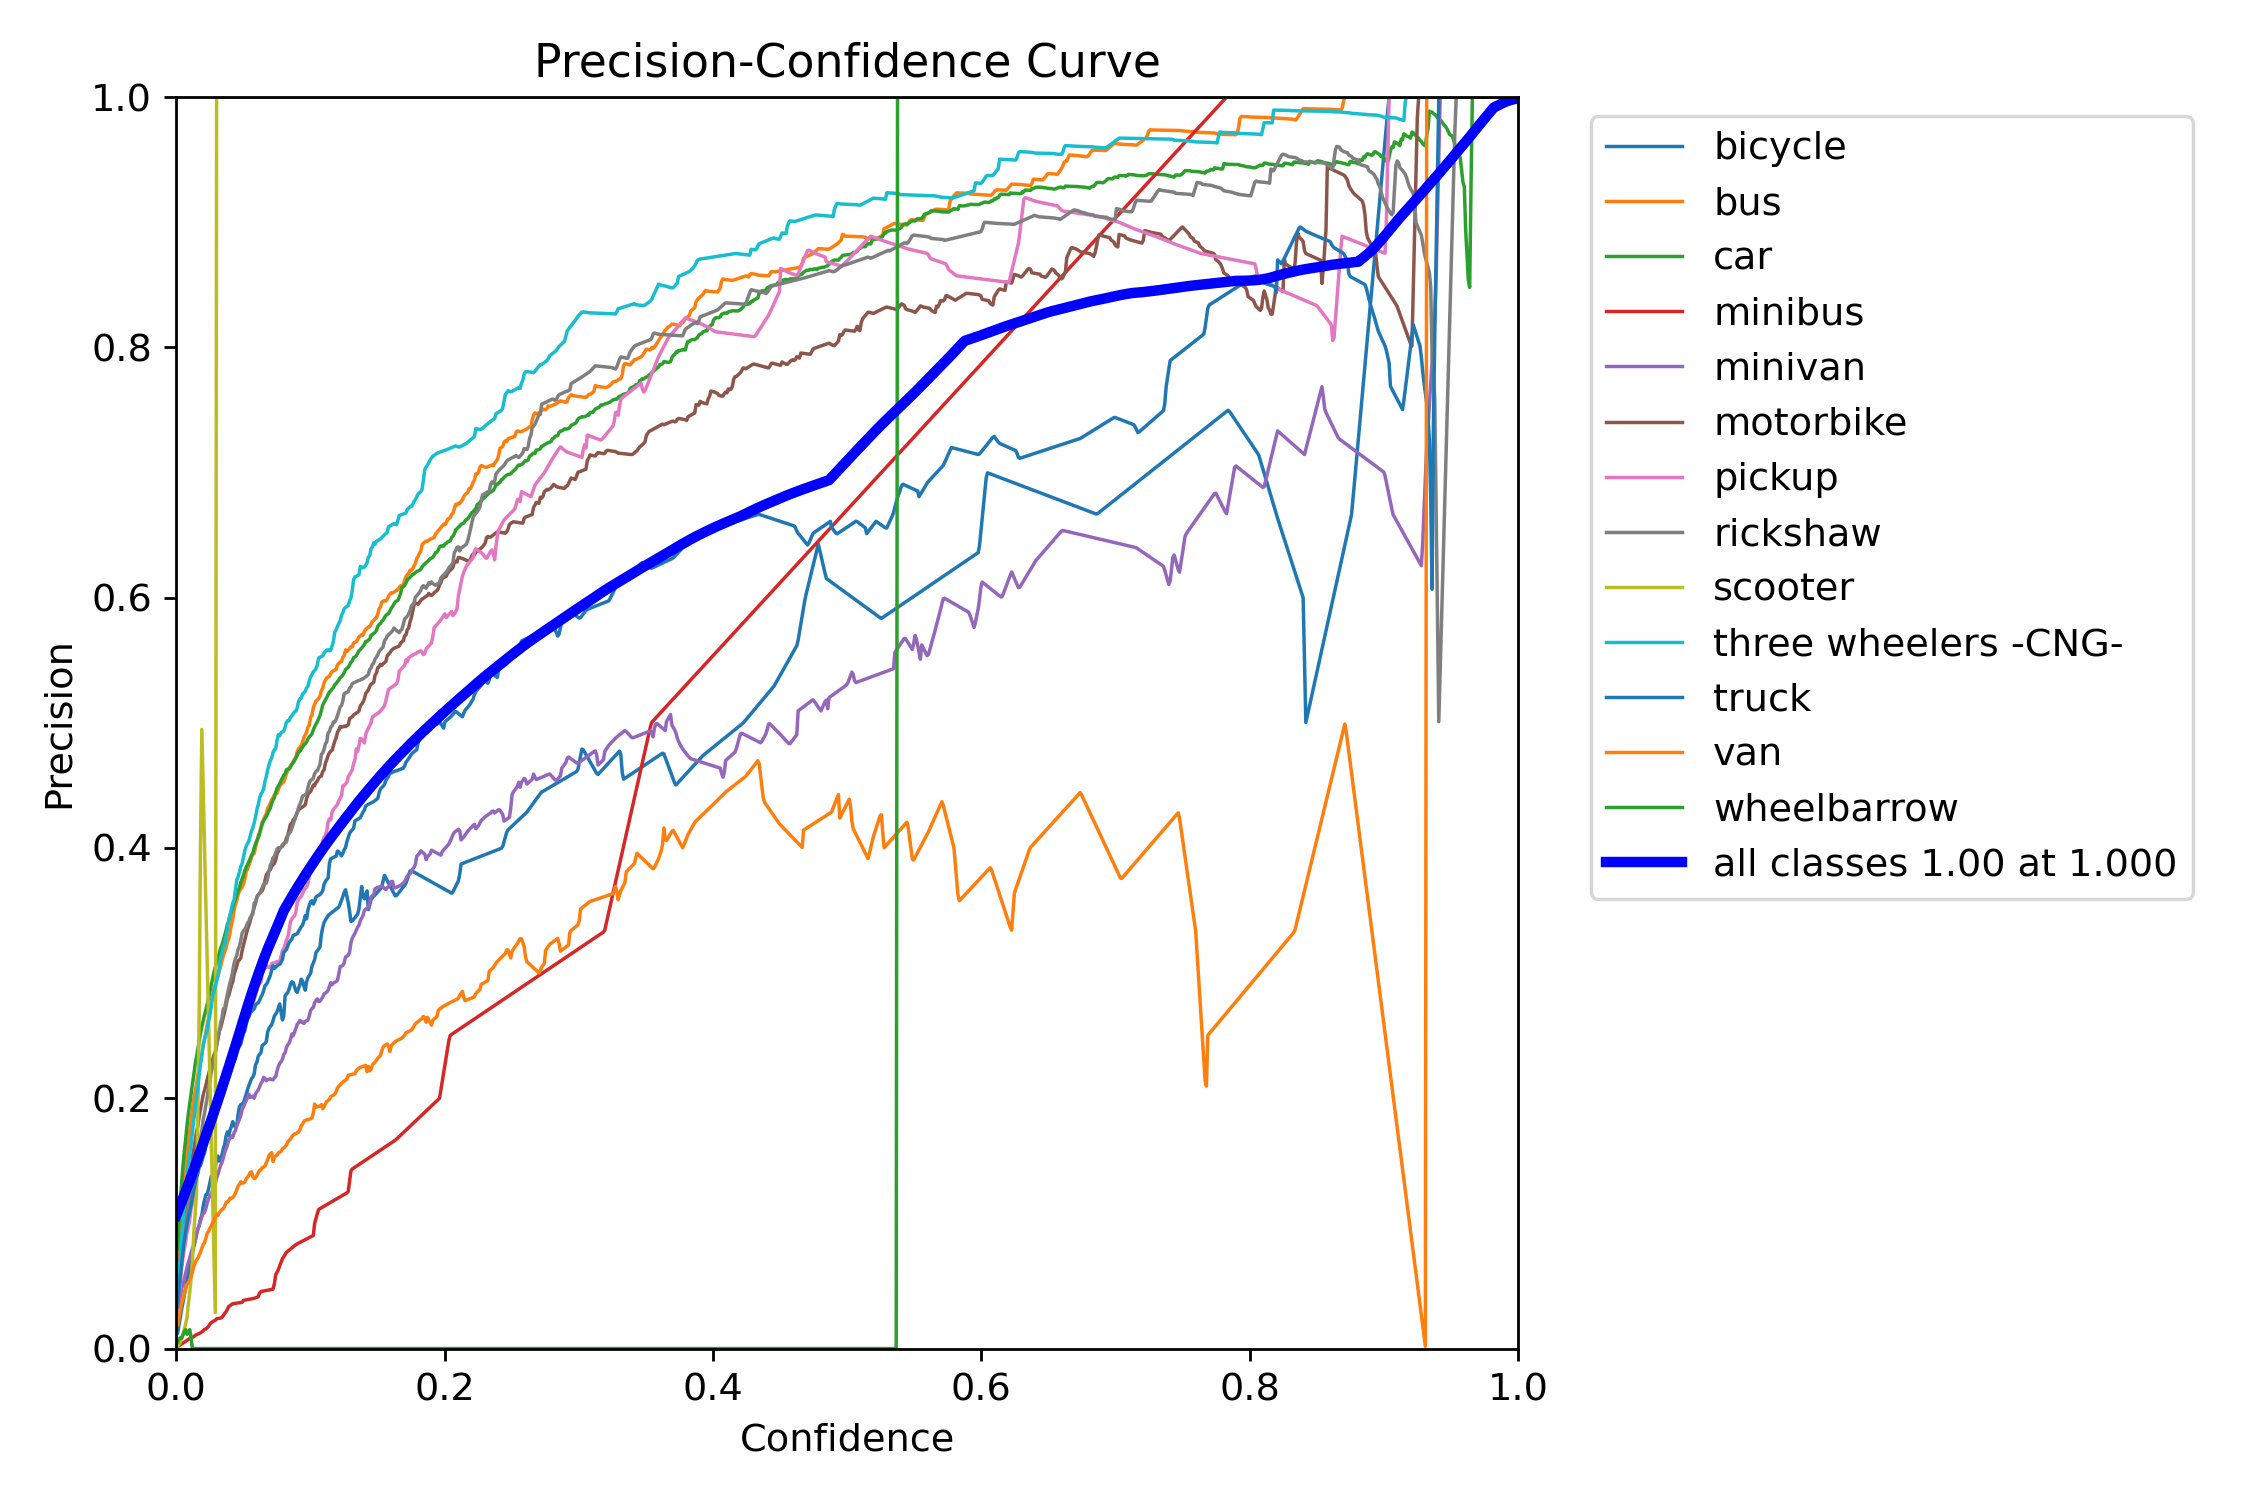 Precision-Confidence Curve
1.0
0.8
0.6
0.4
0.2
0.0
Precision
0.0 0.2 0.4 0.6 0.8 1.0
Confidence
bicycle
bus
car
minibus
minivan
motorbike
pickup
rickshaw
scooter
three wheelers -CNG-
truck
van
wheelbarrow
all classes 1.00 at 1.000